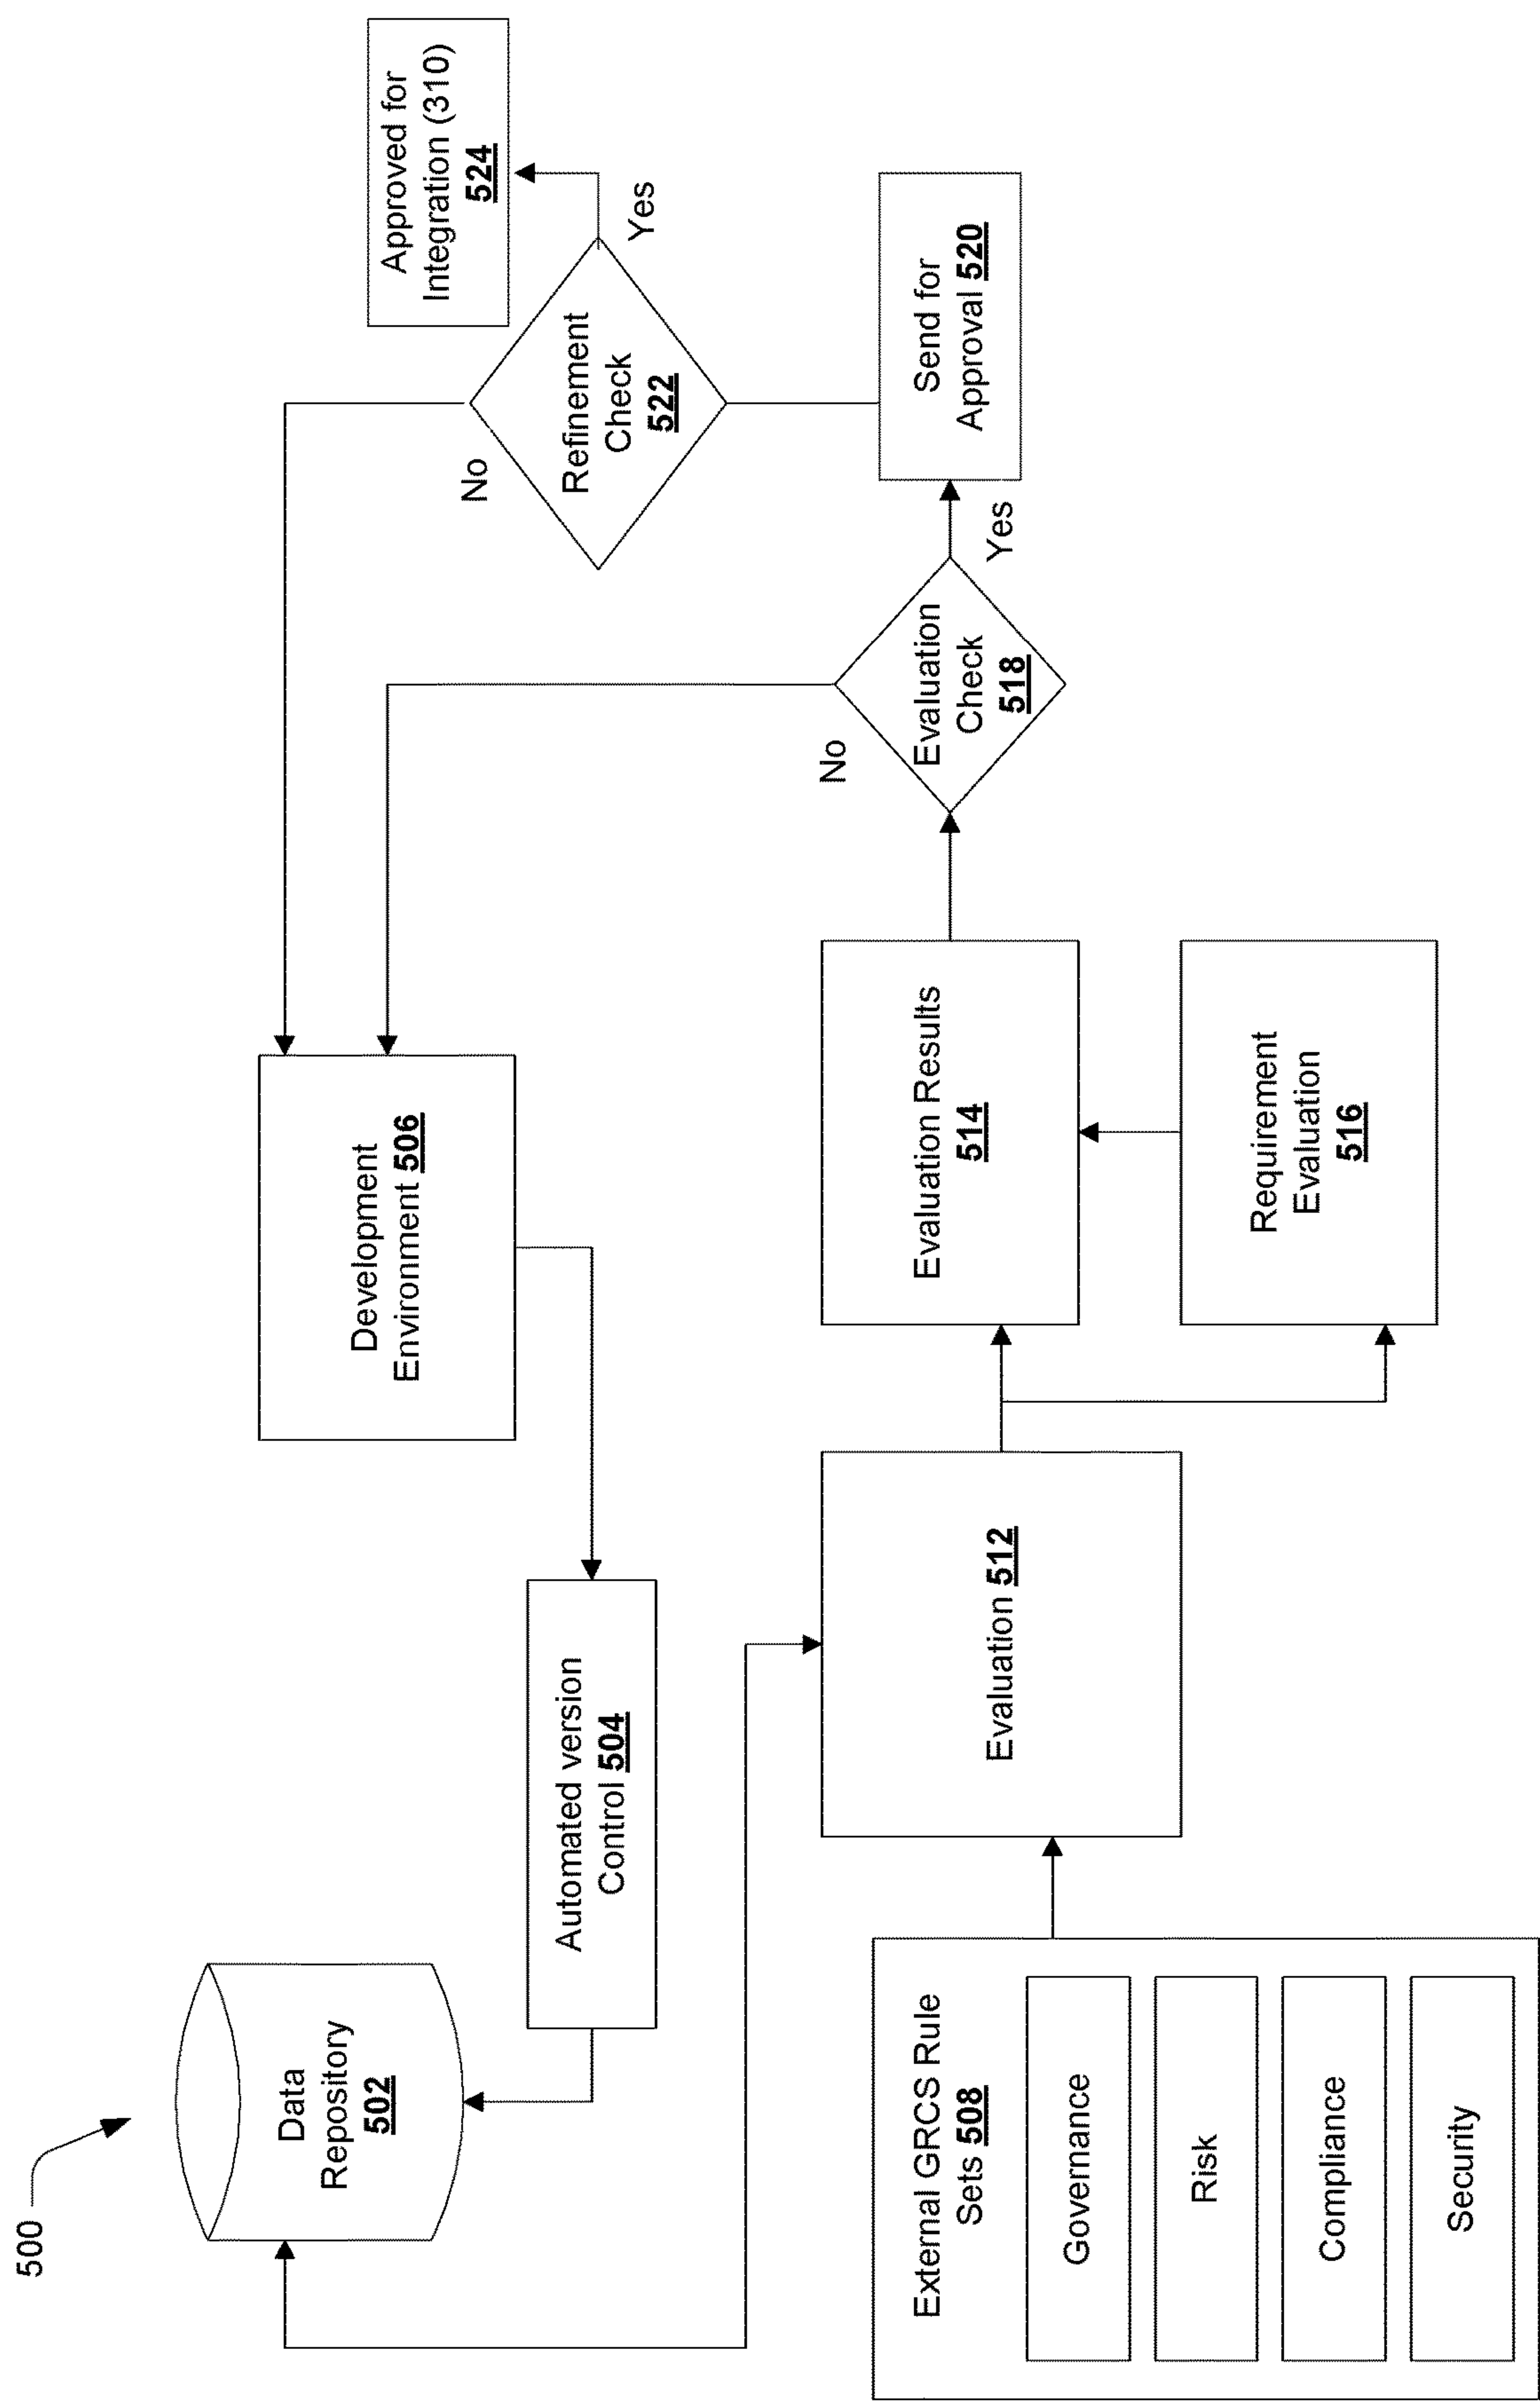 500
Data
Repository
502
Automated version
Control 504
Development
Environment 506
Approved for
Integration (310)
524
No
Refinement
Check
522
Yes
External GRCS Rule
Sets 508
Governance
Risk
Compliance
Security
Evaluation 512
Evaluation Results
514
Requirement
Evaluation
516
No
Evaluation
Check
518
Yes
Send for
Approval 520